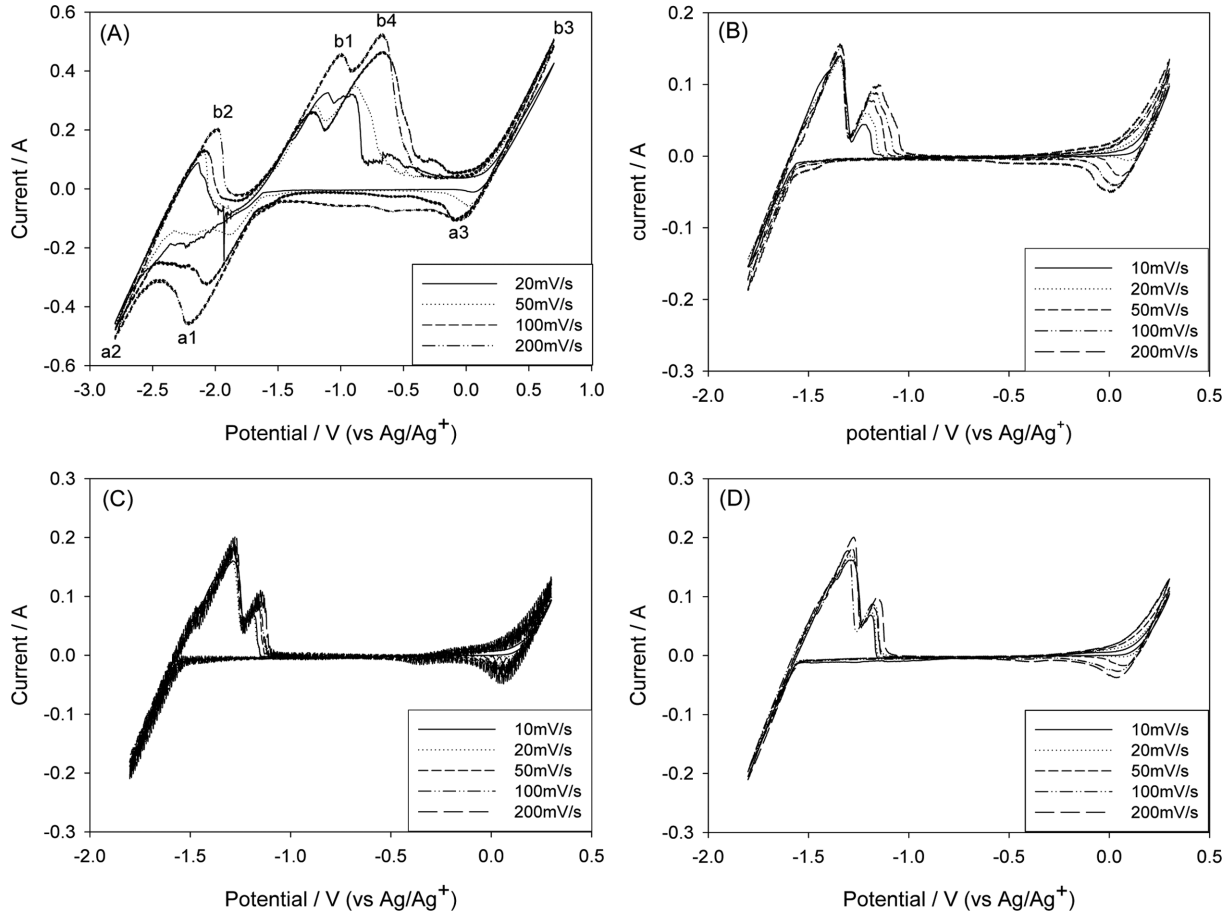 (A)
b1
b4
b3
b2
a3
a1
a2
0.6
0.4
0.2
0.0
-0.2
-0.4
-0.6
Current / A
-3.0 -2.5 -2.0 -1.5 -1.0 -0.5 0.0 0.5 1.0
Potential / V (vs Ag/Ag+)
20mV/s
50mV/s
100mV/s
200mV/s
(B)
0.2
0.1
0.0
-0.1
-0.2
-0.3
current / A
-2.0 -1.5 -1.0 -0.5 0.0 0.5
potential / V (vs Ag/Ag+)
10mV/s
20mV/s
50mV/s
100mV/s
200mV/s
(C)
0.3
0.2
0.1
0.0
-0.1
-0.2
-0.3
Current / A
-2.0 -1.5 -1.0 -0.5 0.0 0.5
Potential / V (vs Ag/Ag+)
10mV/s
20mV/s
50mV/s
100mV/s
200mV/s
(D)
0.3
0.2
0.1
0.0
-0.1
-0.2
-0.3
Current / A
-2.0 -1.5 -1.0 -0.5 0.0 0.5
Potential / V (vs Ag/Ag+)
10mV/s
20mV/s
50mV/s
100mV/s
200mV/s